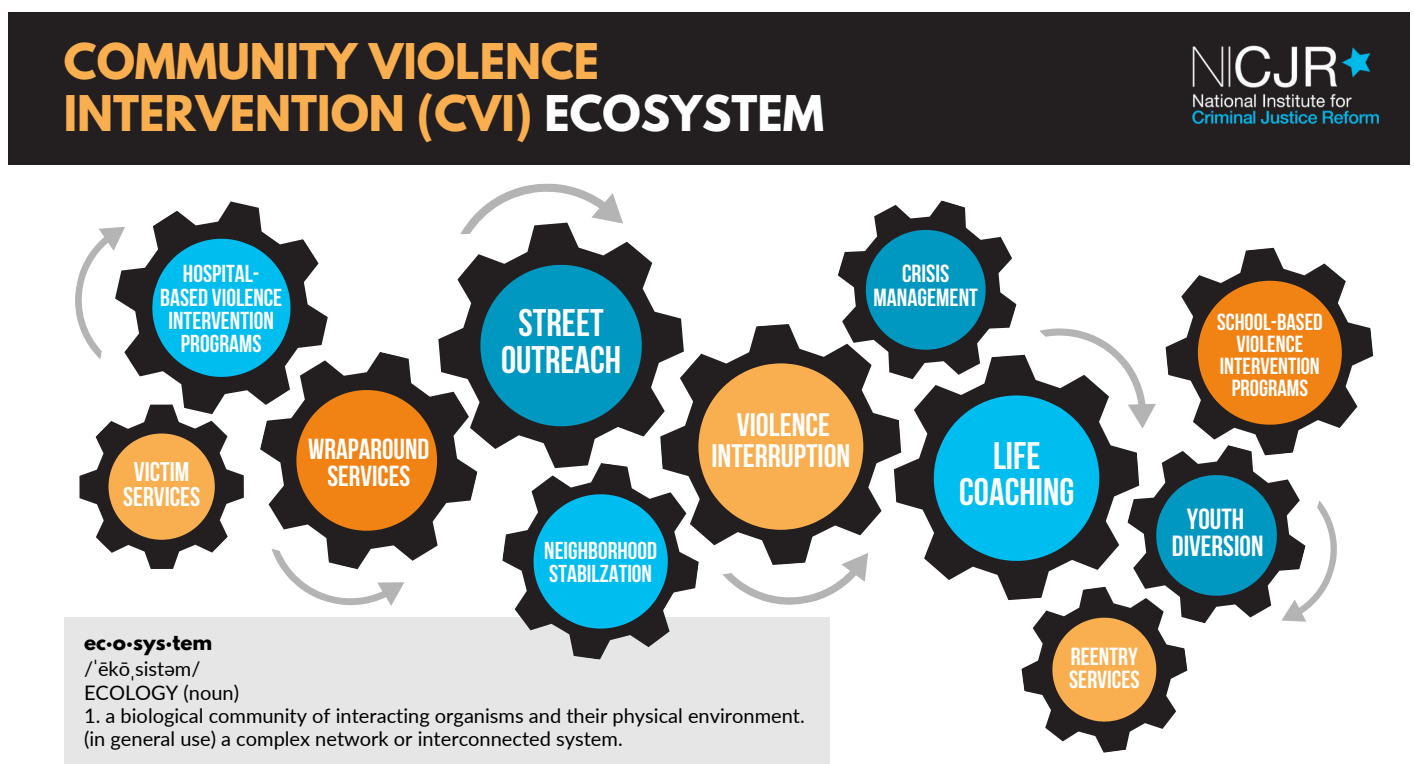 COMMUNITY VIOLENCE
INTERVENTION (CVI) ECOSYSTEM
NICJR
National Institute for
Criminal Justice Reform
HOSPITAL-
BASED VIOLENCE
INTERVENTION
PROGRAMS
VICTIM
SERVICES
WRAPAROUND
SERVICES
STREET
OUTREACH
NEIGHBORHOOD
STABILZATION
VIOLENCE
INTERRUPTION
CRISIS
MANAGEMENT
LIFE
COACHING
SCHOOL-BASED
VIOLENCE
INTERVENTION
PROGRAMS
YOUTH
DIVERSION
REENTRY
SERVICES
ec•o•sys•tem
/ˈēkōˌsistəm/
ECOLOGY (noun)
1. a biological community of interacting organisms and their physical environment.
(in general use) a complex network or interconnected system.